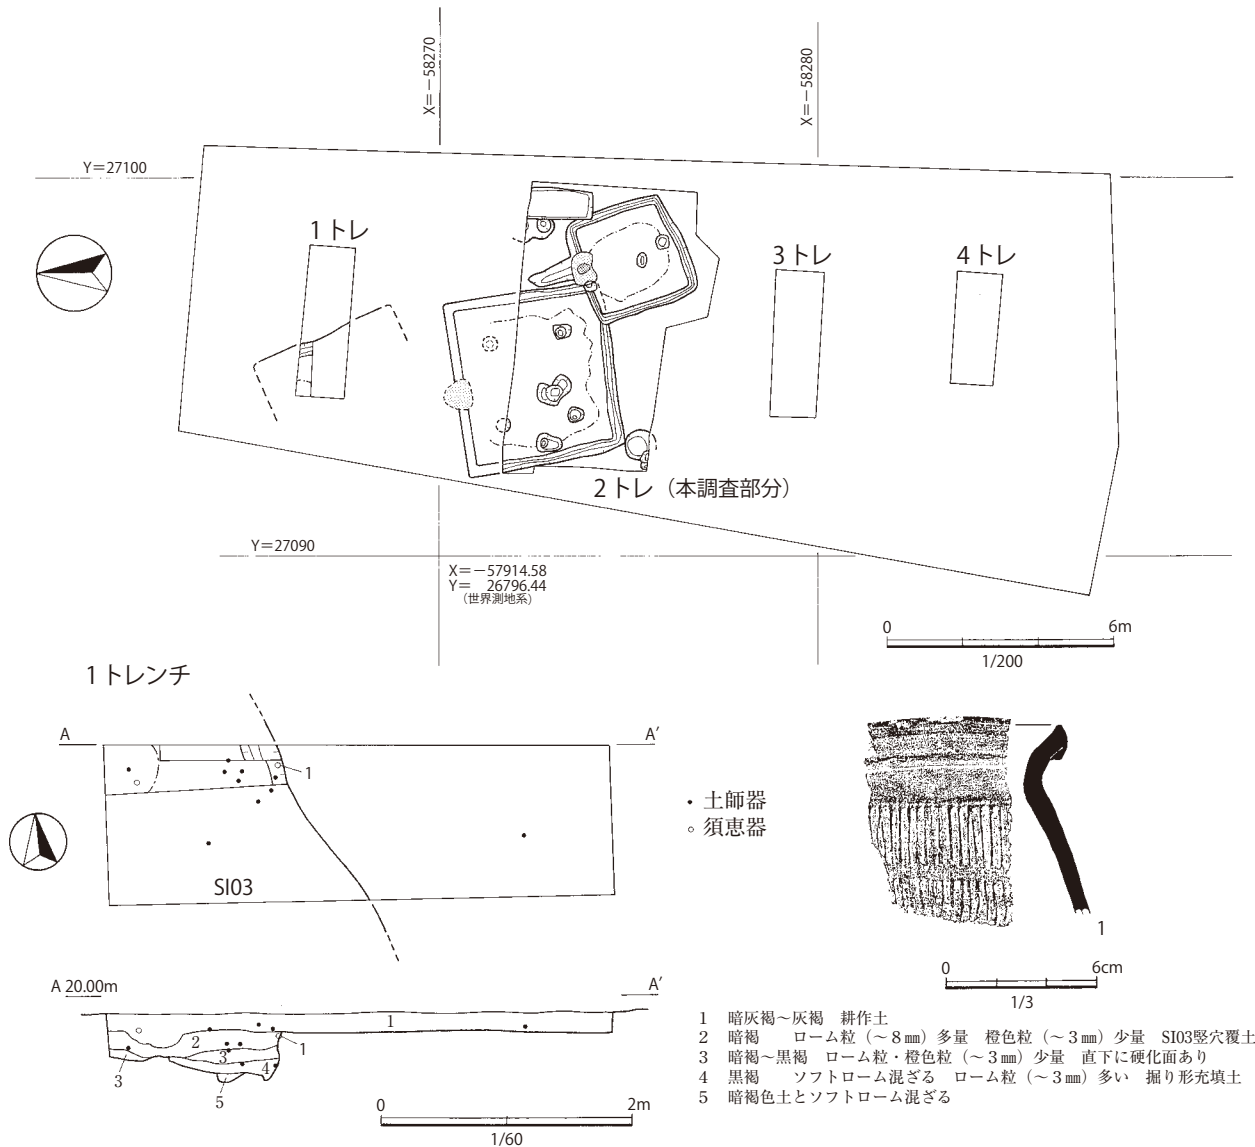 X＝－58270
X＝－58280
Y＝27100
1トレ
3トレ
4トレ
2トレ（本調査部分）
Y＝27090
X＝－57914.58
Y＝　26796.44
（世界測地系）
0　6m
1/200
1トレンチ
A　A′
1
SI03
• 土師器
○ 須恵器
1
0　6cm
1/3
A 20.00m　A′
1
2
3
1
4
3
5
0　2m
1/60
1　暗灰褐～灰褐　耕作土
2　暗褐　ローム粒（～8㎜）多量　橙色粒（～3㎜）少量　SI03竪穴覆土
3　暗褐～黒褐　ローム粒・橙色粒（～3㎜）少量　直下に硬化面あり
4　黒褐　ソフトローム混ざる　ローム粒（～3㎜）多い　掘り形充填土
5　暗褐色土とソフトローム混ざる